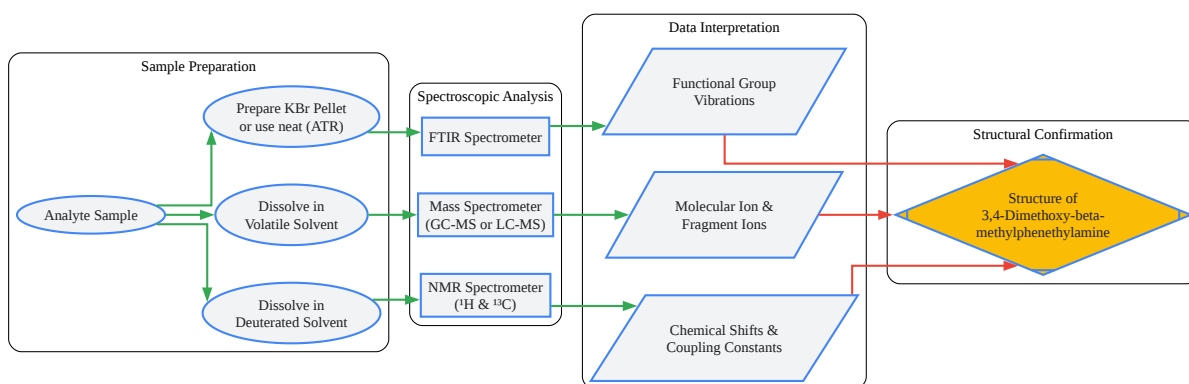 Sample Preparation
Analyte Sample
Prepare KBr Pellet
or use neat (ATR)
Dissolve in
Volatile Solvent
Dissolve in
Deuterated Solvent
Spectroscopic Analysis
FTIR Spectrometer
Mass Spectrometer
(GC-MS or LC-MS)
NMR Spectrometer
(¹H & ¹³C)
Data Interpretation
Functional Group
Vibrations
Molecular Ion &
Fragment Ions
Chemical Shifts &
Coupling Constants
Structural Confirmation
Structure of
3,4-Dimethoxy-beta-
methylphenethylamine